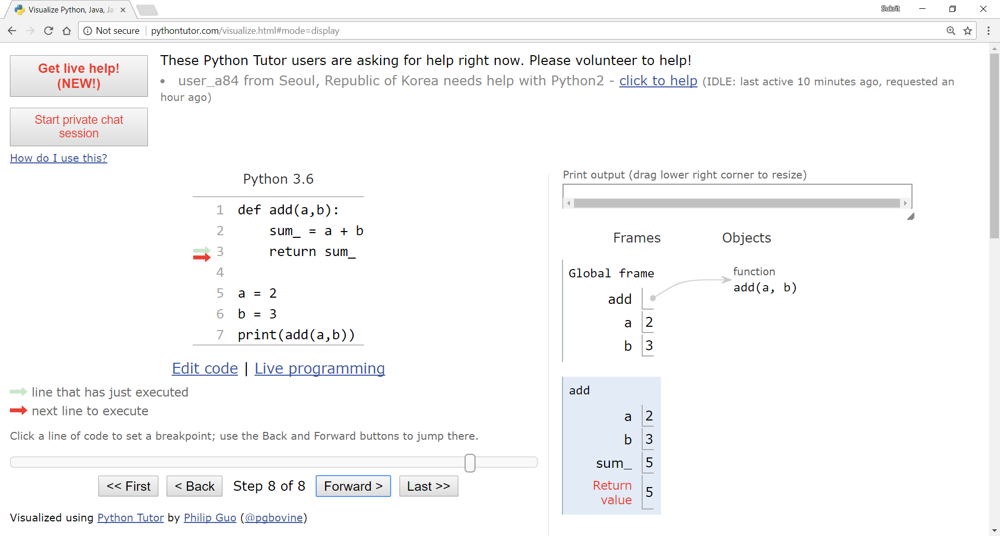 Visualize Python, Java, Ja
Sukrit
Not secure pythontutor.com/visualize.html#mode=display
Get live help!
(NEW!)
These Python Tutor users are asking for help right now. Please volunteer to help!
• user_a84 from Seoul, Republic of Korea needs help with Python2 - click to help (IDLE: last active 10 minutes ago, requested an
hour ago)
Start private chat
session
How do I use this?
Python 3.6
1 def add(a,b):
2     sum_ = a + b
3     return sum_
4
5 a = 2
6 b = 3
7 print(add(a,b))
Edit code | Live programming
line that has just executed
next line to execute
Click a line of code to set a breakpoint; use the Back and Forward buttons to jump there.
<< First < Back Step 8 of 8 Forward > Last >>
Visualized using Python Tutor by Philip Guo (@pgbovine)
Print output (drag lower right corner to resize)
Frames Objects
Global frame
add
a 2
b 3
function
add(a, b)
add
a 2
b 3
sum_ 5
Return
value 5